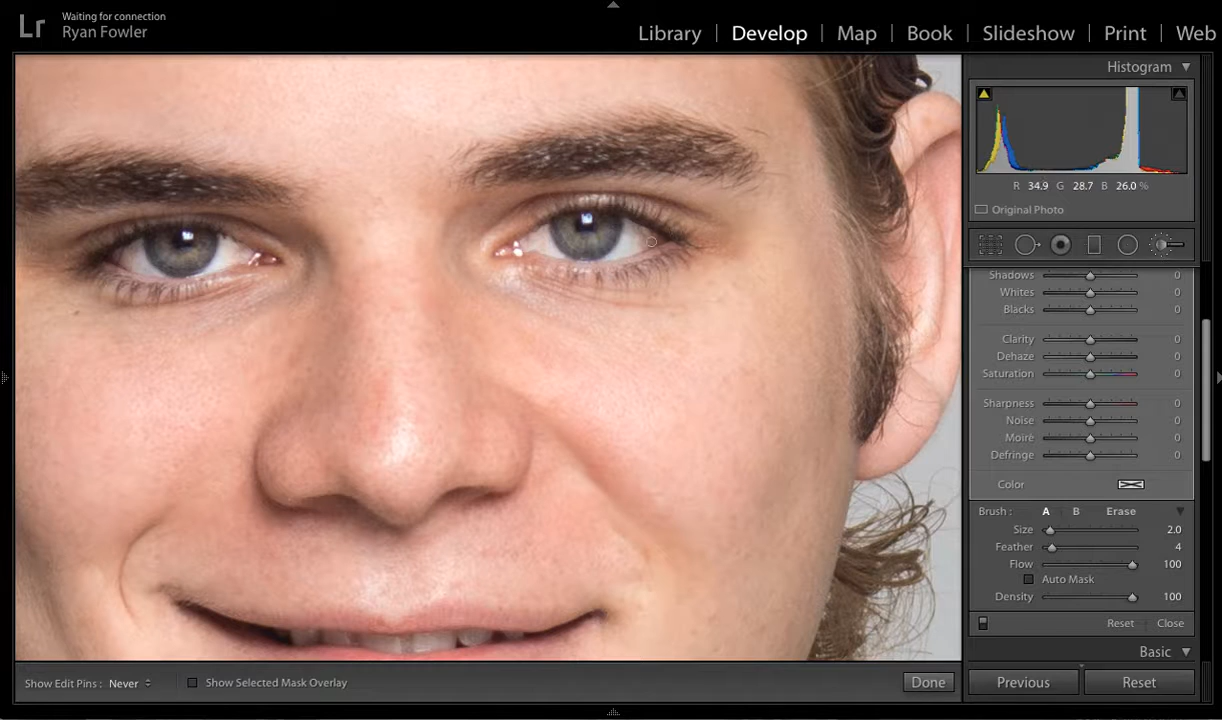 Lr
Waiting for connection
Ryan Fowler
Library | Develop | Map | Book | Slideshow | Print | Web
Histogram
R 34.9 G 28.7 B 26.0 %
Original Photo
Shadows 0
Whites 0
Blacks 0
Clarity 0
Dehaze 0
Saturation 0
Sharpness 0
Noise 0
Moiré 0
Defringe 0
Color
Brush : A B Erase
Size 2.0
Feather 4
Flow 100
Auto Mask
Density 100
Reset Close
Basic
Show Edit Pins : Never
Show Selected Mask Overlay
Done
Previous
Reset